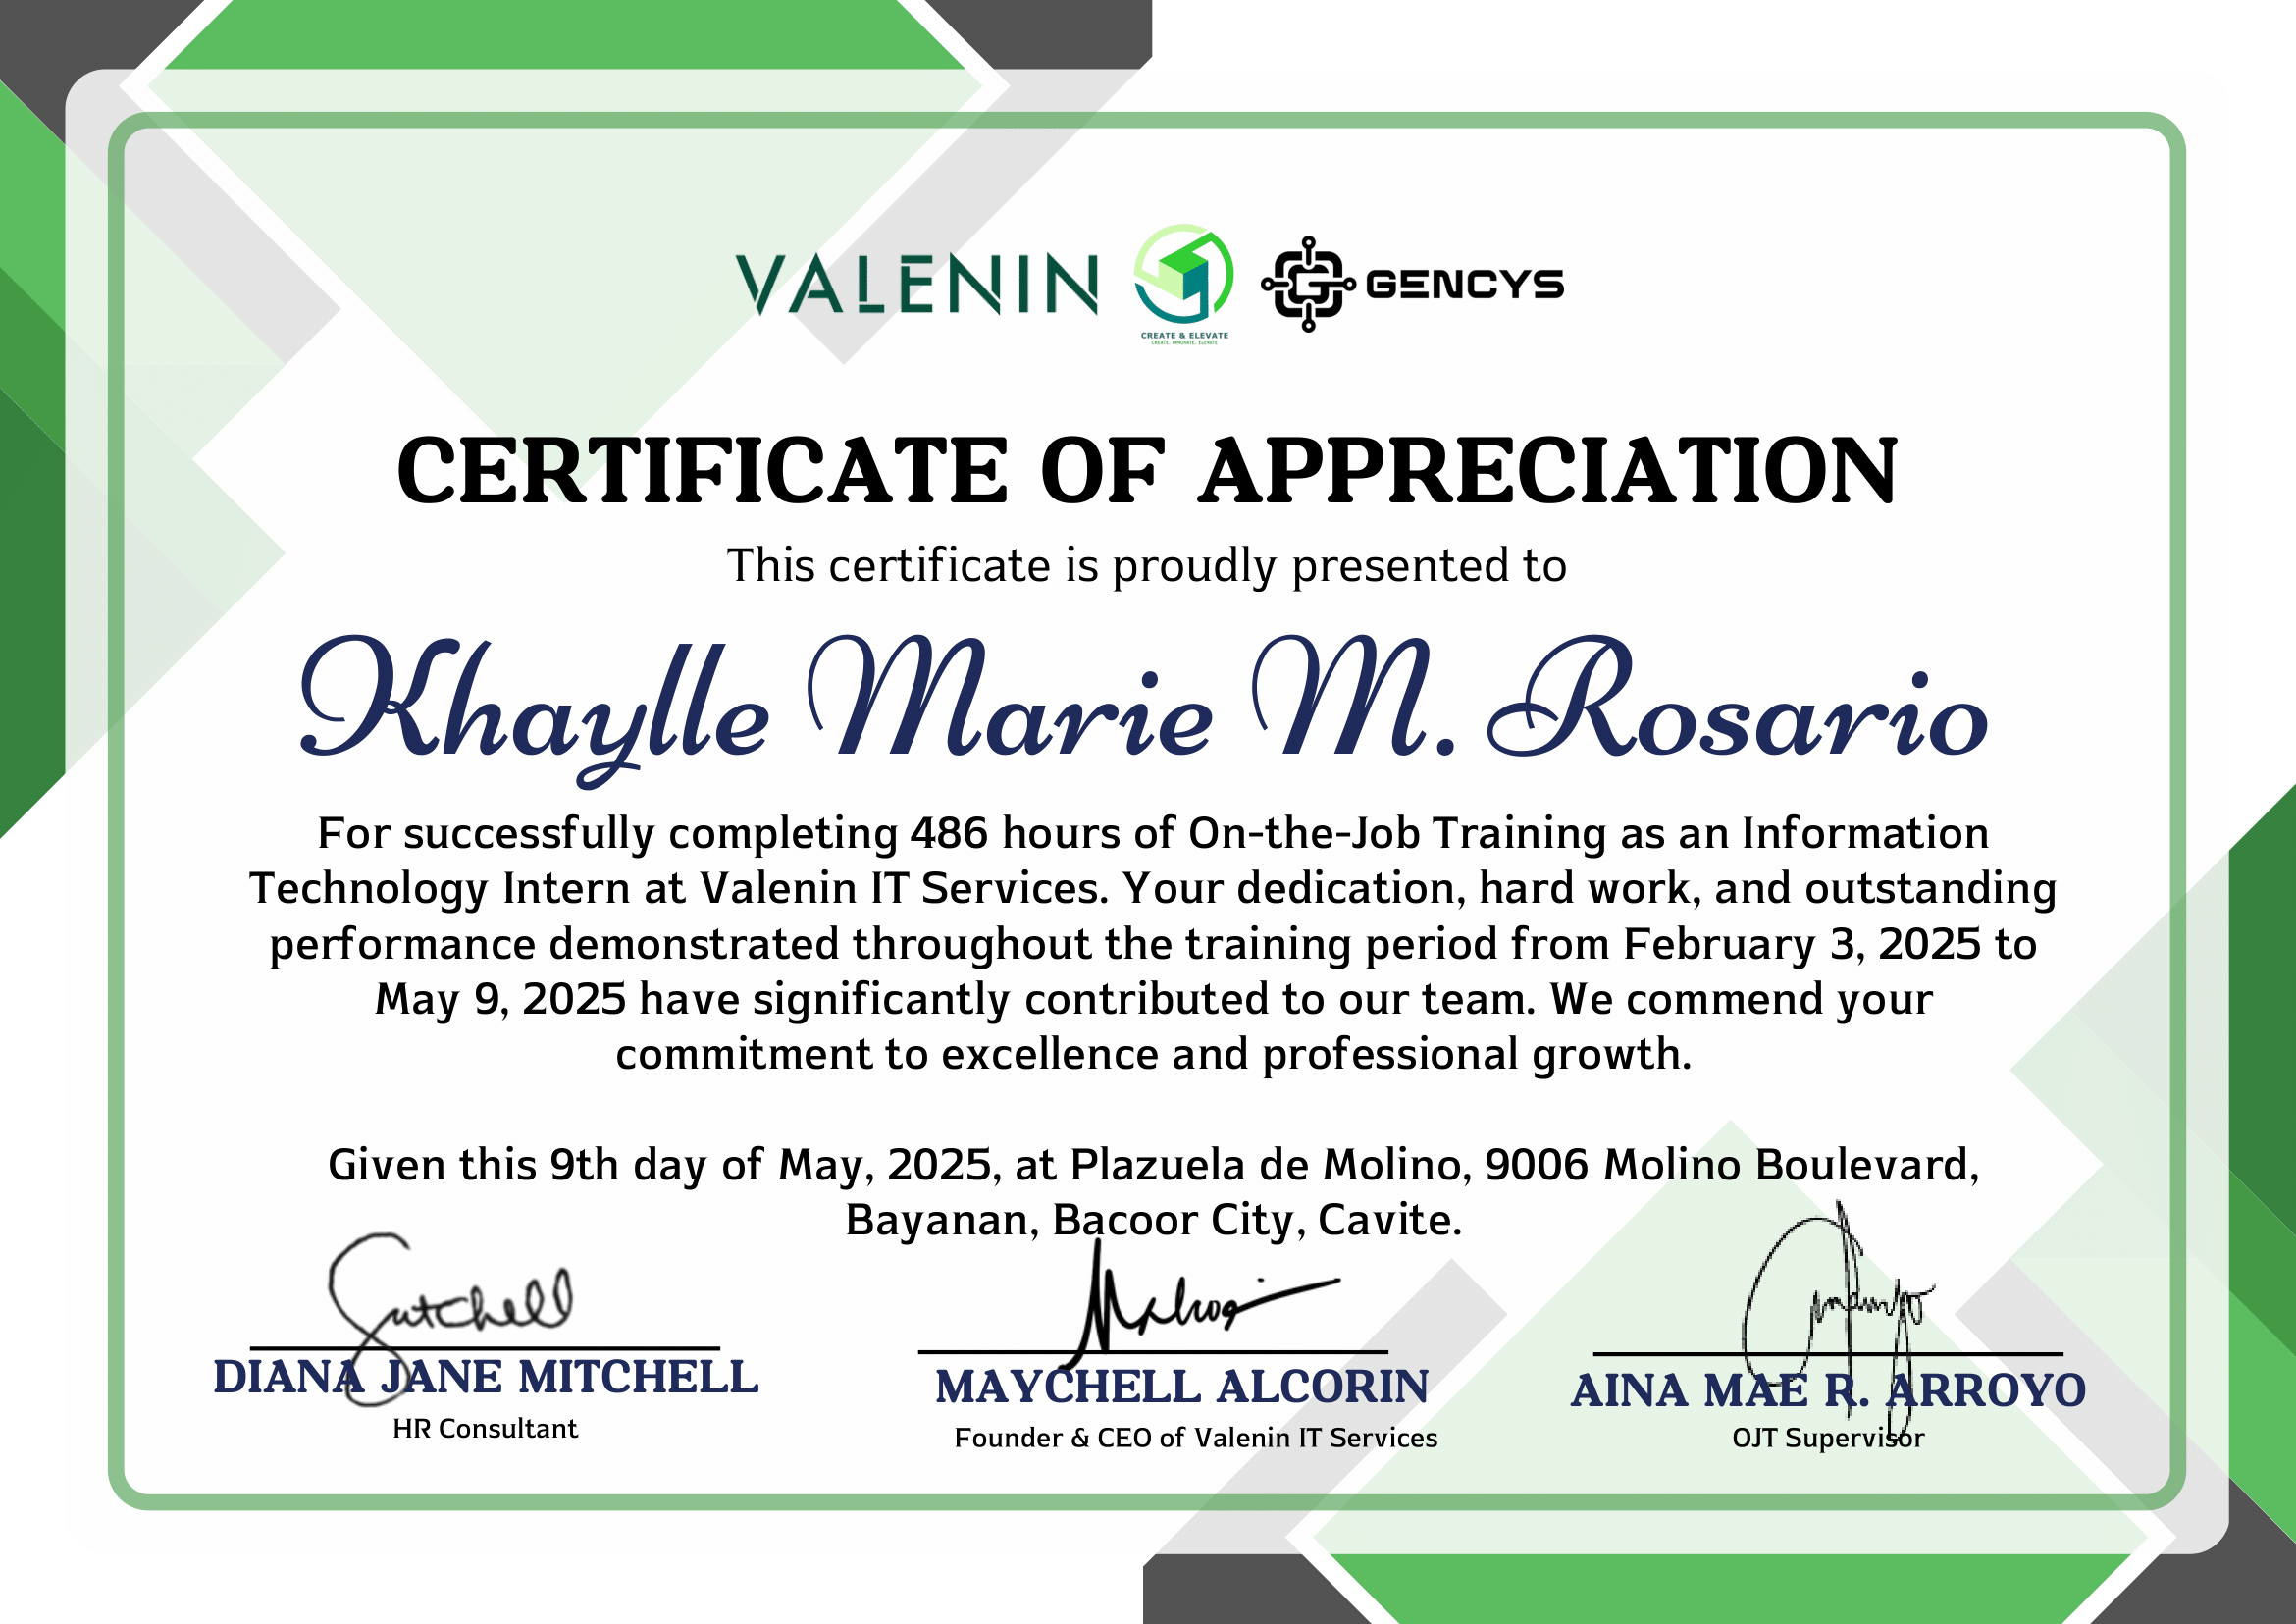 VALENIN
CREATE & ELEVATE
CREATE. INNOVATE. ELEVATE
GENCYS
CERTIFICATE OF APPRECIATION
This certificate is proudly presented to
Khaylle Marie M. Rosario
For successfully completing 486 hours of On-the-Job Training as an Information
Technology Intern at Valenin IT Services. Your dedication, hard work, and outstanding
performance demonstrated throughout the training period from February 3, 2025 to
May 9, 2025 have significantly contributed to our team. We commend your
commitment to excellence and professional growth.
Given this 9th day of May, 2025, at Plazuela de Molino, 9006 Molino Boulevard,
Bayanan, Bacoor City, Cavite.
DIANA JANE MITCHELL
HR Consultant
MAYCHELL ALCORIN
Founder & CEO of Valenin IT Services
AINA MAE R. ARROYO
OJT Supervisor